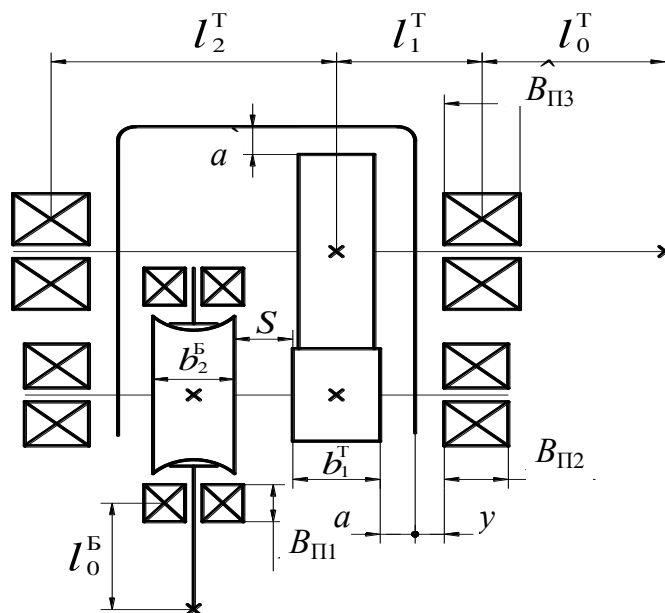 l₂ᵀ l₁ᵀ l₀ᵀ
a B_П3
S
b₂ᴮ
b₁ᵀ B_П2
l₀ᴮ B_П1 a y